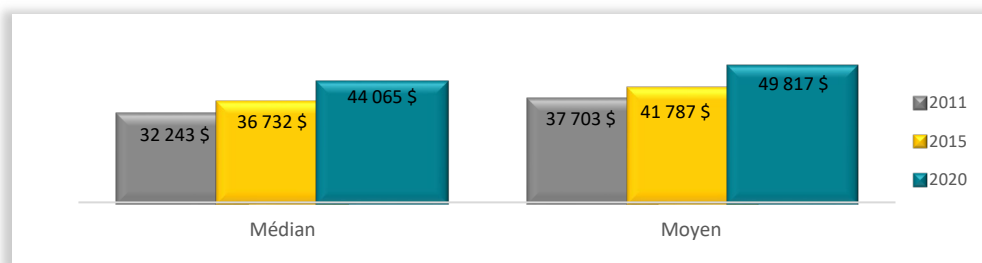 32 243 $
36 732 $
44 065 $
37 703 $
41 787 $
49 817 $
2011
2015
2020
Médian
Moyen